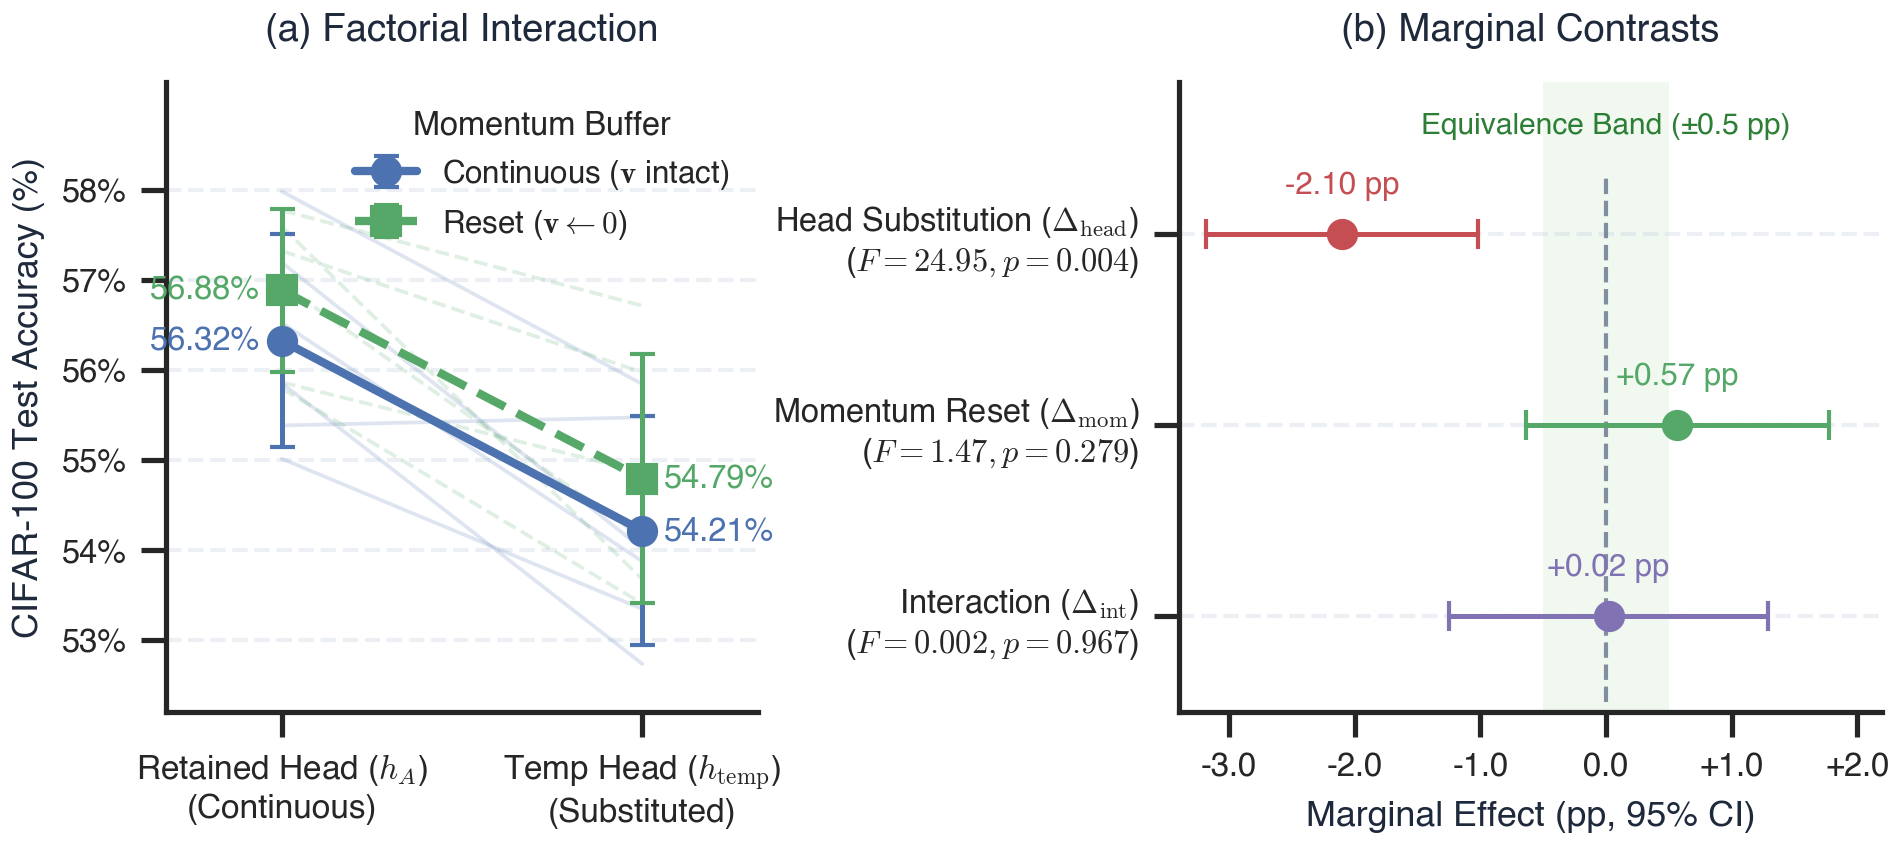 (a) Factorial Interaction
CIFAR-100 Test Accuracy (%)
58%
57%
56%
55%
54%
53%
Momentum Buffer
Continuous (v intact)
Reset (v ← 0)
56.88%
56.32%
54.79%
54.21%
Retained Head (h_A)
(Continuous)
Temp Head (h_temp)
(Substituted)
(b) Marginal Contrasts
Equivalence Band (±0.5 pp)
-2.10 pp
Head Substitution (Δ_head)
(F = 24.95, p = 0.004)
+0.57 pp
Momentum Reset (Δ_mom)
(F = 1.47, p = 0.279)
+0.02 pp
Interaction (Δ_int)
(F = 0.002, p = 0.967)
-3.0 -2.0 -1.0 0.0 +1.0 +2.0
Marginal Effect (pp, 95% CI)